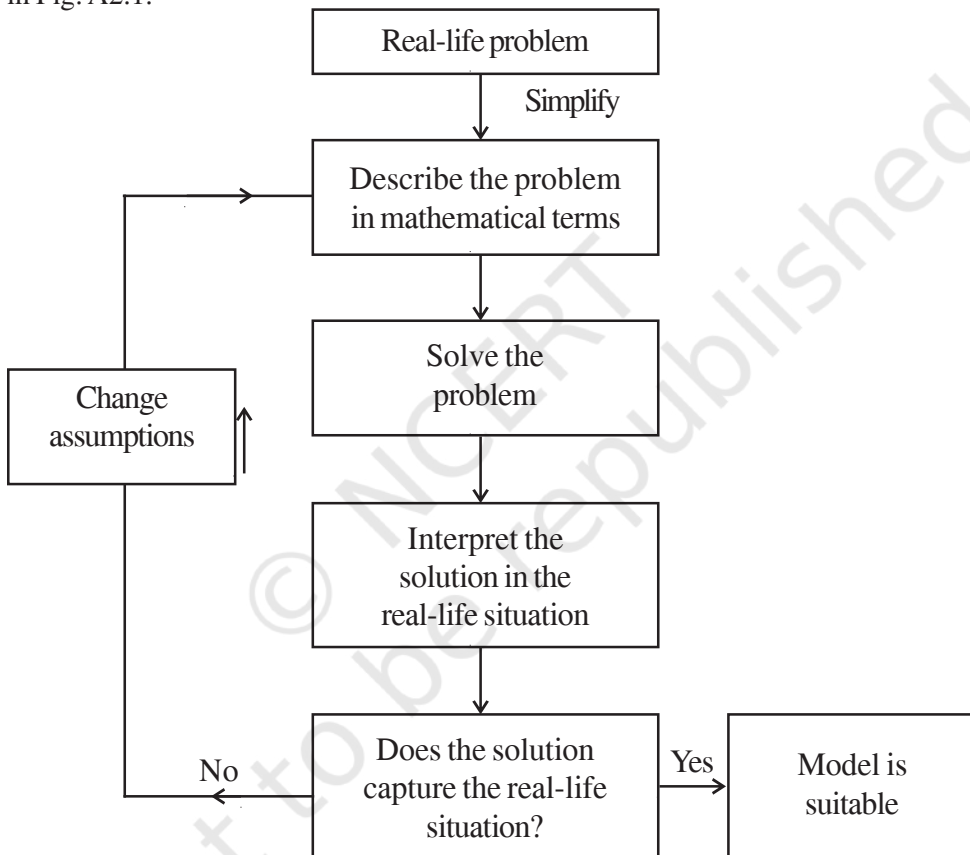 in Fig. A2.1.
Real-life problem
Simplify
Describe the problem
in mathematical terms
Solve the
problem
Change
assumptions
Interpret the
solution in the
real-life situation
Does the solution
capture the real-life
situation?
No
Yes
Model is
suitable
© NCERT
t to be republished